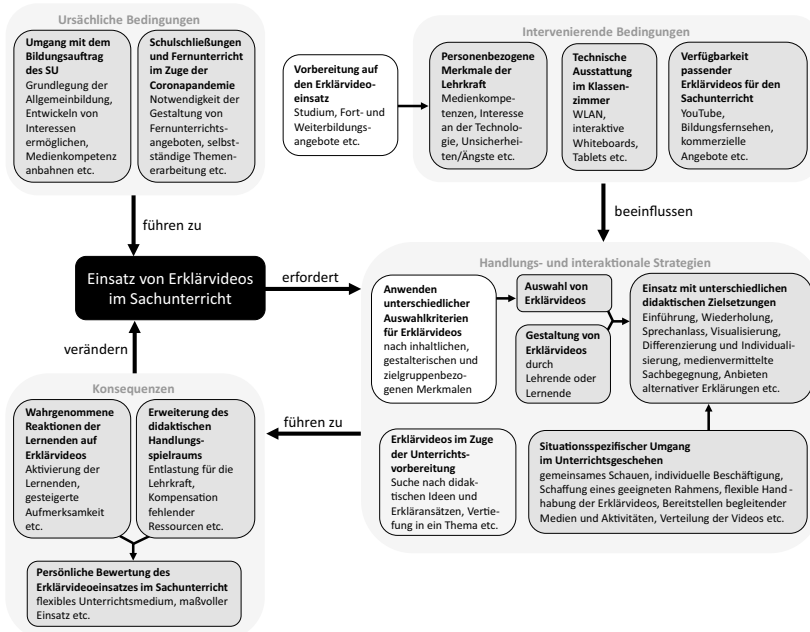 Ursächliche Bedingungen
Umgang mit dem
Bildungsauftrag
des SU
Grundlegung der
Allgemeinbildung,
Entwickeln von
Interessen
ermöglichen,
Medienkompetenz
anbahnen etc.
Schulschließungen
und Fernunterricht
im Zuge der
Coronapandemie
Notwendigkeit der
Gestaltung von
Fernunterrichts-
angeboten, selbst-
ständige Themen-
erarbeitung etc.
Vorbereitung auf
den Erklärvideo-
einsatz
Studium, Fort- und
Weiterbildungs-
angebote etc.
Intervenierende Bedingungen
Personenbezogene
Merkmale der
Lehrkraft
Medienkompe-
tenzen, Interesse
an der Technolo-
gie, Unsicherhei-
ten/Ängste etc.
Technische
Ausstattung
im Klassen-
zimmer
WLAN,
interaktive
Whiteboards,
Tablets etc.
Verfügbarkeit
passender
Erklärvideos für den
Sachunterricht
YouTube,
Bildungsfernsehen,
kommerzielle
Angebote etc.
führen zu
beeinflussen
Einsatz von Erklärvideos
im Sachunterricht
erfordert
Handlungs- und interaktionale Strategien
Anwenden
unterschiedlicher
Auswahlkriterien
für Erklärvideos
nach inhaltlichen,
gestalterischen und
zielgruppenbezo-
genen Merkmalen
Auswahl von
Erklärvideos
Gestaltung von
Erklärvideos
durch
Lehrende oder
Lernende
Einsatz mit unterschiedlichen
didaktischen Zielsetzungen
Einführung, Wiederholung,
Sprechanlass, Visualisierung,
Differenzierung und Individuali-
sierung, medienvermittelte
Sachbegegnung, Anbieten
alternativer Erklärungen etc.
Erklärvideos im Zuge
der Unterrichts-
vorbereitung
Suche nach didak-
tischen Ideen und
Erkläransätzen, Vertie-
fung in ein Thema etc.
Situationsspezifischer Umgang
im Unterrichtsgeschehen
gemeinsames Schauen, individuelle Beschäftigung,
Schaffung eines geeigneten Rahmens, flexible Hand-
habung der Erklärvideos, Bereitstellen begleitender
Medien und Aktivitäten, Verteilung der Videos etc.
führen zu
verändern
Konsequenzen
Wahrgenommene
Reaktionen der
Lernenden auf
Erklärvideos
Aktivierung der
Lernenden,
gesteigerte
Aufmerksamkeit
etc.
Erweiterung des
didaktischen
Handlungs-
spielraums
Entlastung für die
Lehrkraft,
Kompensation
fehlender
Ressourcen etc.
Persönliche Bewertung des
Erklärvideoeinsatzes im Sachunterricht
flexibles Unterrichtsmedium, maßvoller
Einsatz etc.